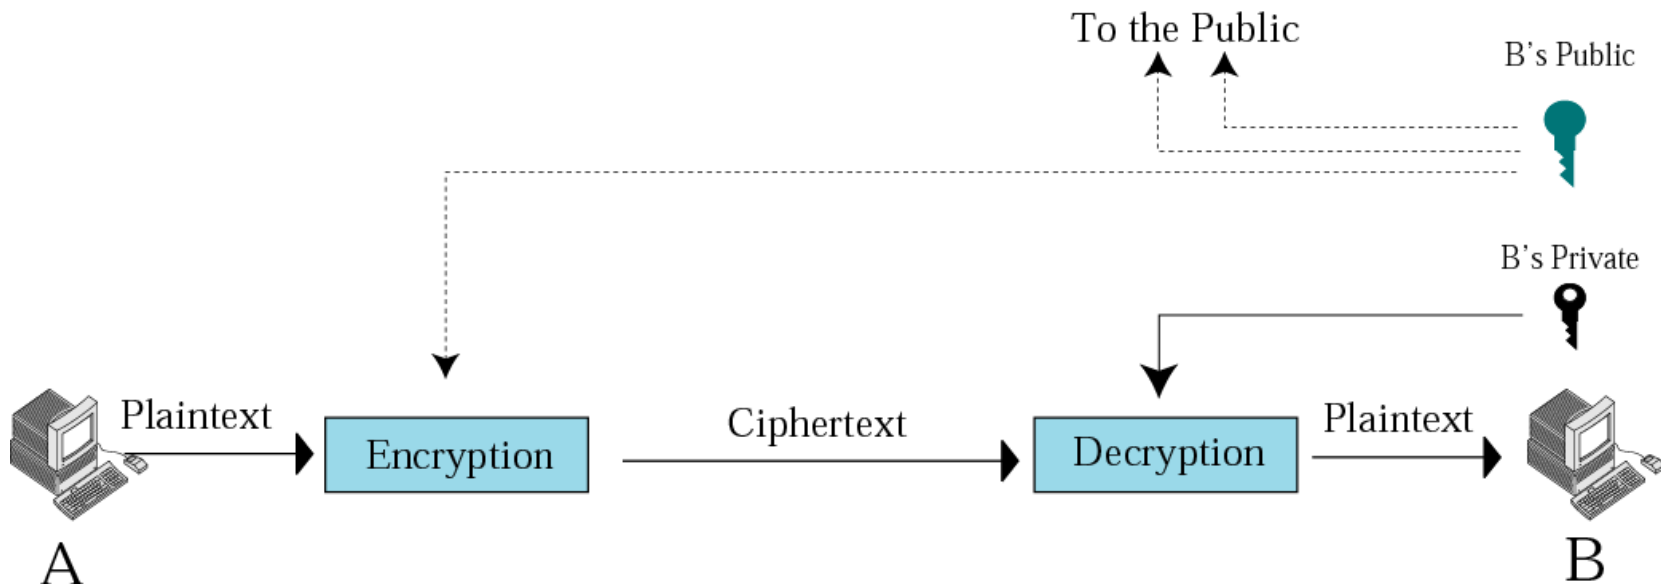 To the Public
B's Public
B's Private
Plaintext
Encryption
Ciphertext
Decryption
Plaintext
A
B